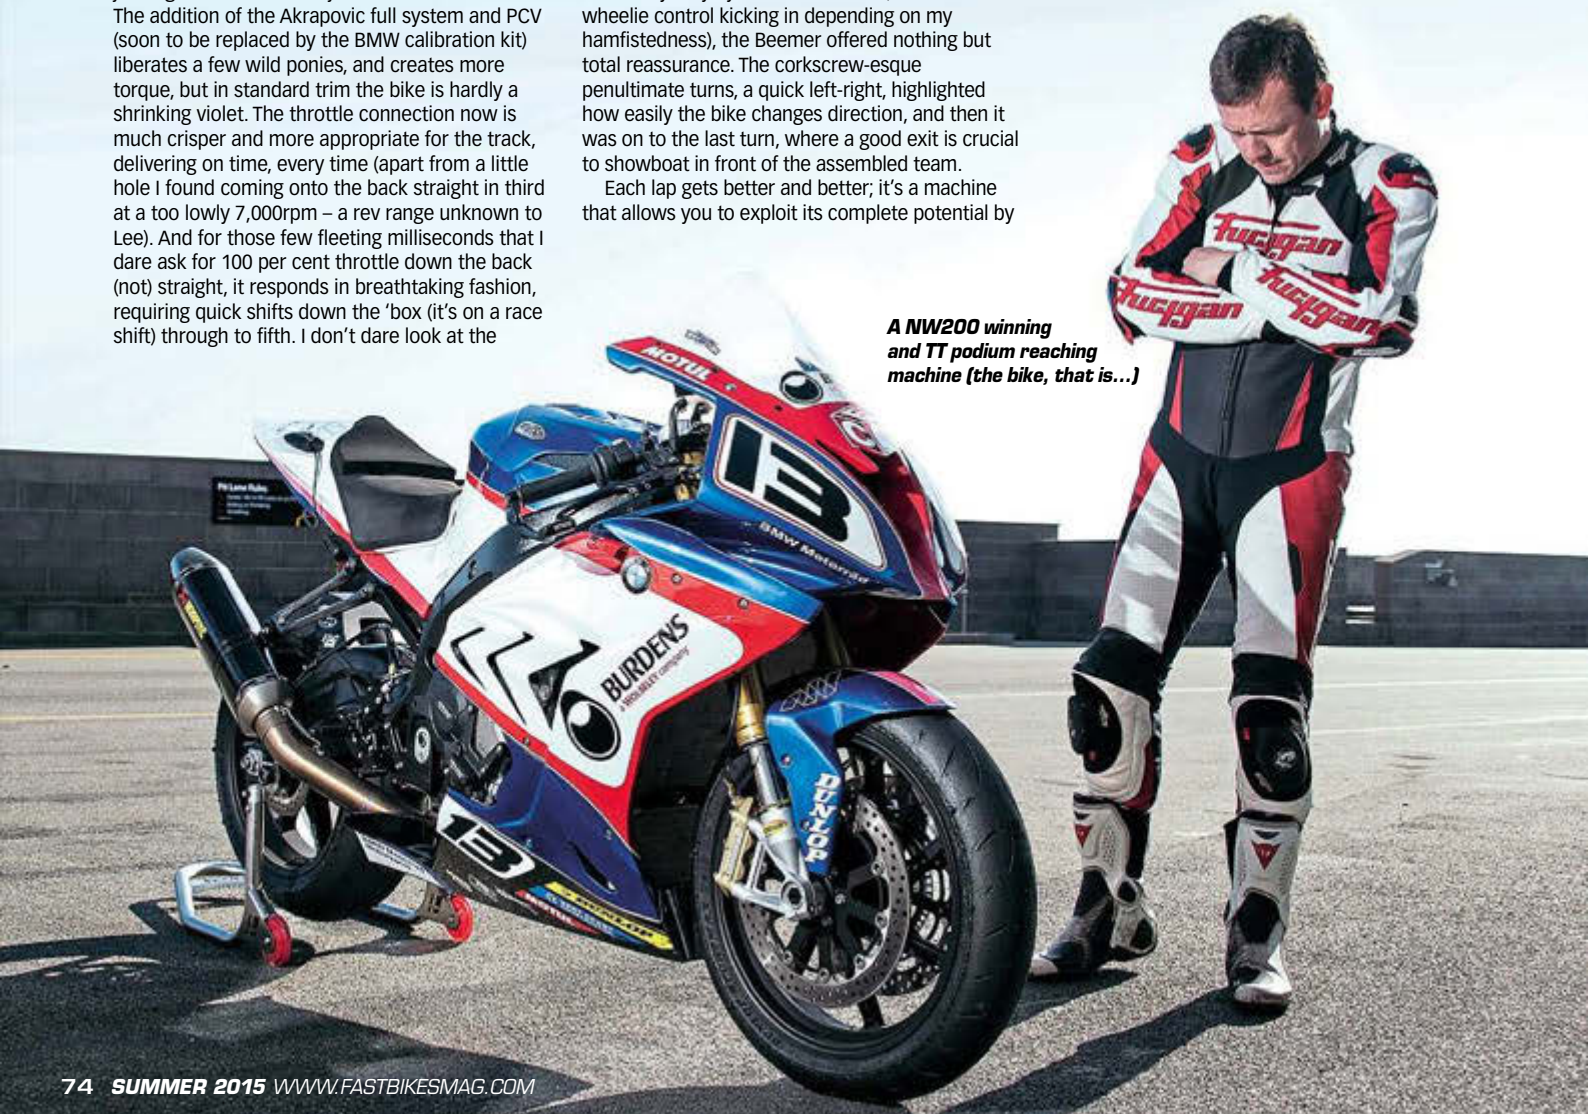 The addition of the Akrapovic full system and PCV
(soon to be replaced by the BMW calibration kit)
liberates a few wild ponies, and creates more
torque, but in standard trim the bike is hardly a
shrinking violet. The throttle connection now is
much crisper and more appropriate for the track,
delivering on time, every time (apart from a little
hole I found coming onto the back straight in third
at a too lowly 7,000rpm – a rev range unknown to
Lee). And for those few fleeting milliseconds that I
dare ask for 100 per cent throttle down the back
(not) straight, it responds in breathtaking fashion,
requiring quick shifts down the ‘box (it’s on a race
shift) through to fifth. I don’t dare look at the
wheelie control kicking in depending on my
hamfistedness), the Beemer offered nothing but
total reassurance. The corkscrew-esque
penultimate turns, a quick left-right, highlighted
how easily the bike changes direction, and then it
was on to the last turn, where a good exit is crucial
to showboat in front of the assembled team.
Each lap gets better and better; it’s a machine
that allows you to exploit its complete potential by
A NW200 winning
and TT podium reaching
machine (the bike, that is...)
furygan
furygan
furygan
MOTUL
13
BMW Motorrad
Pit Lane Rules
BURDENS
a WOLSELEY company
DUNLOP
13
MOTUL
DUNLOP
74 SUMMER 2015 WWW.FASTBIKESMAG.COM